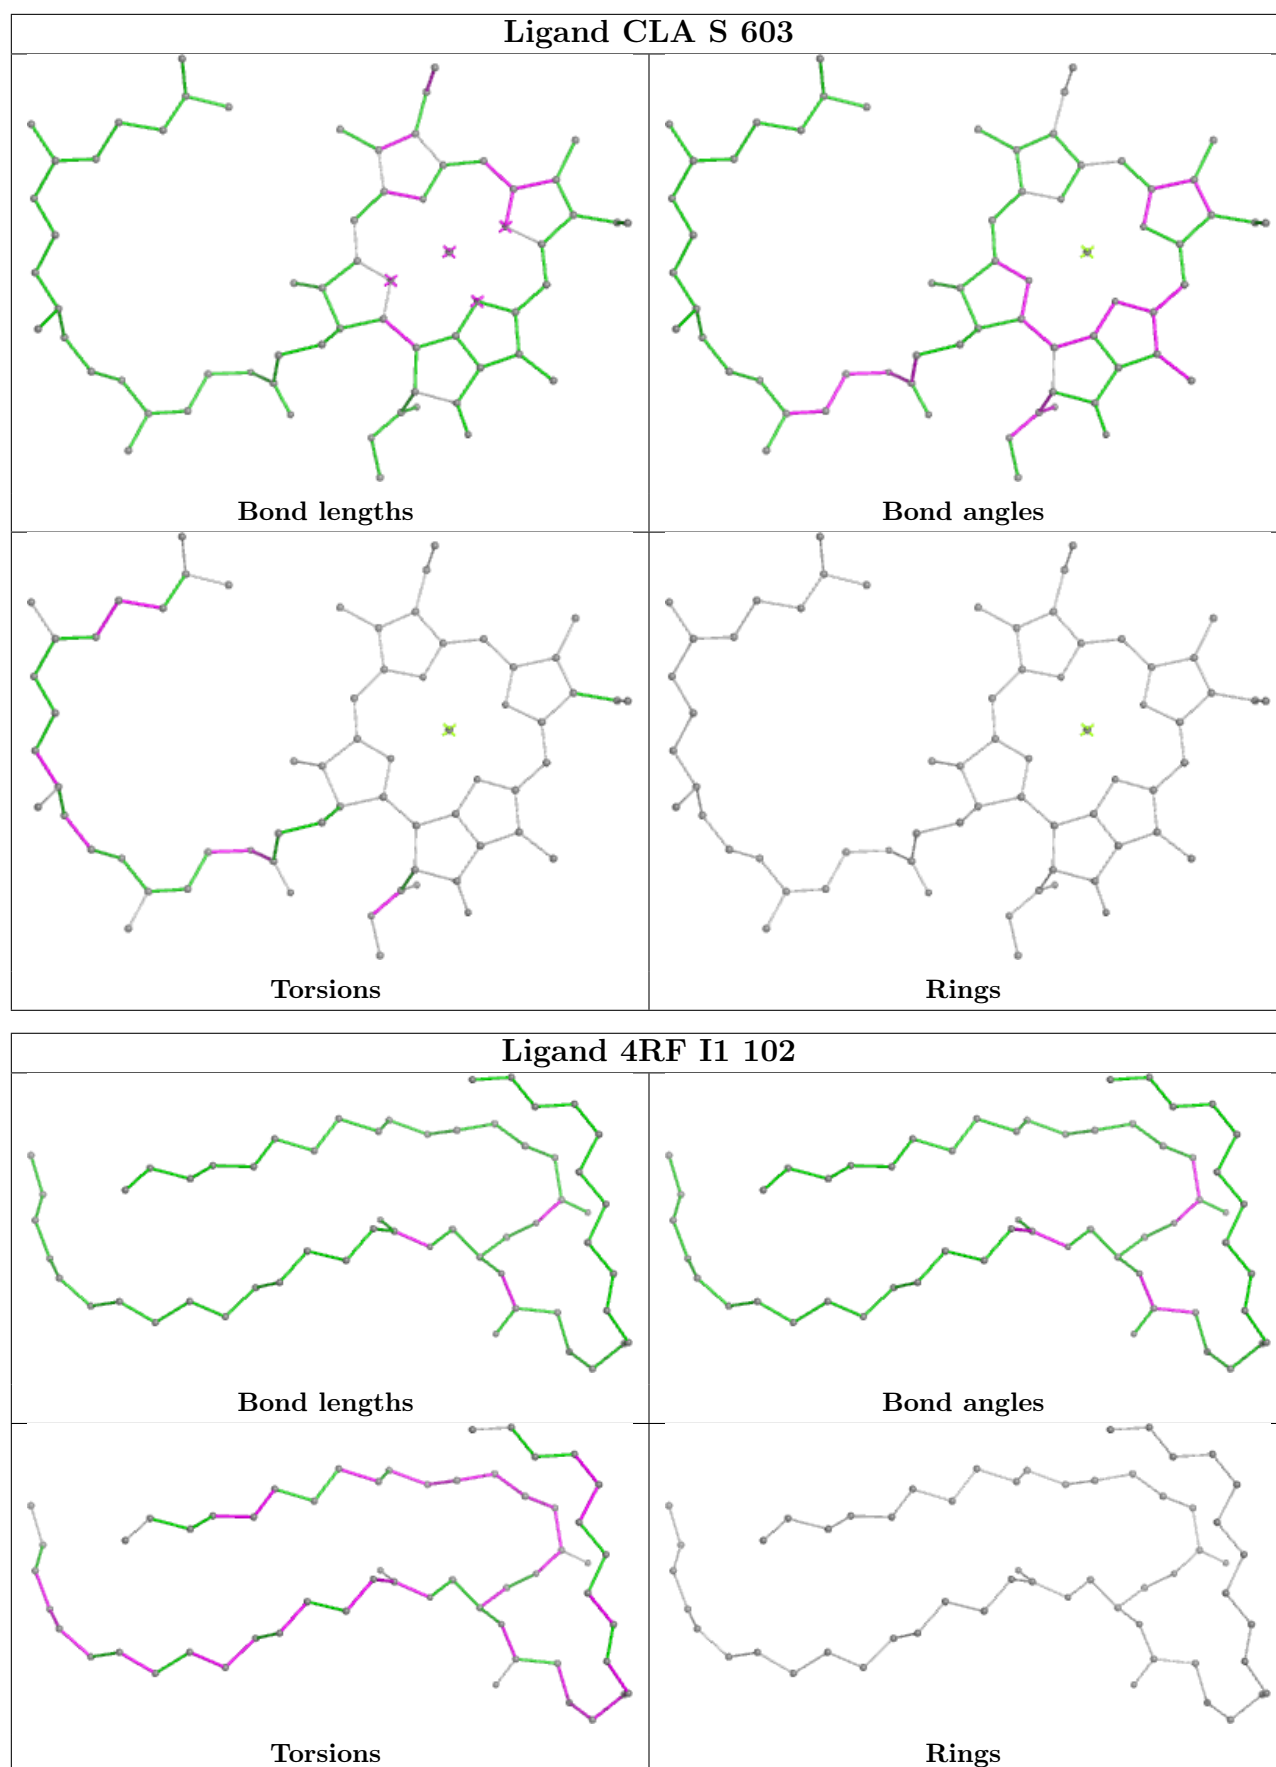 Ligand CLA S 603
Bond lengths
Bond angles
Torsions
Rings
Ligand 4RF I1 102
Bond lengths
Bond angles
Torsions
Rings